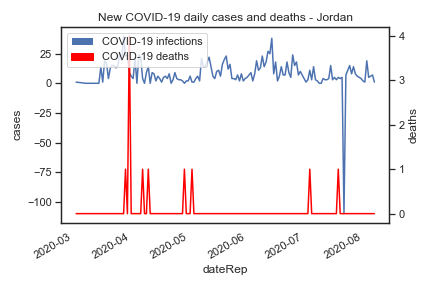 New COVID-19 daily cases and deaths - Jordan
COVID-19 infections
COVID-19 deaths
25
0
−25
−50
−75
−100
cases
4
3
2
1
0
deaths
2020-03
2020-04
2020-05
2020-06
2020-07
2020-08
dateRep